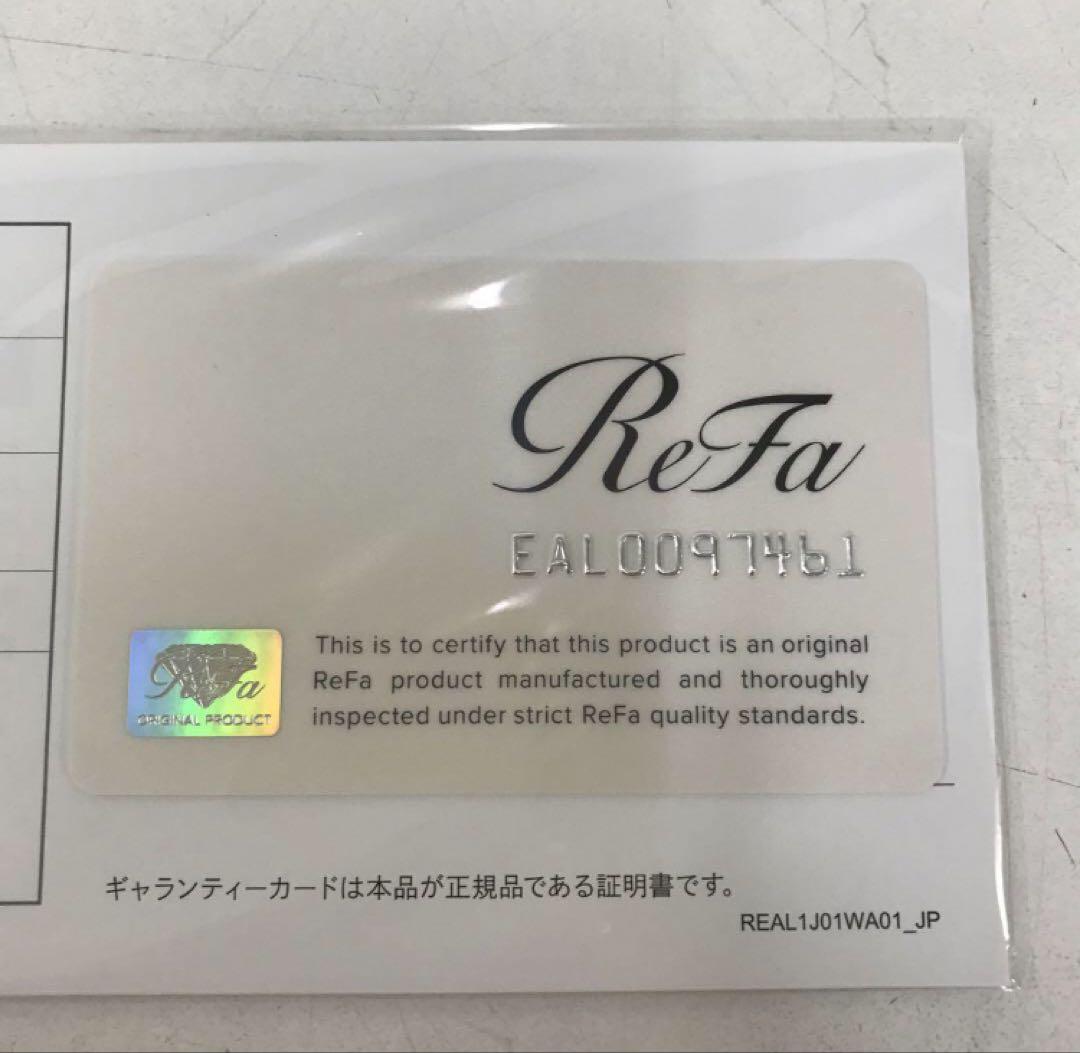 ReFa
EAL0097461
This is to certify that this product is an original
ReFa product manufactured and thoroughly
inspected under strict ReFa quality standards.
ReFa
ORIGINAL PRODUCT
ギャランティーカードは本品が正規品である証明書です。
REAL1J01WA01_JP